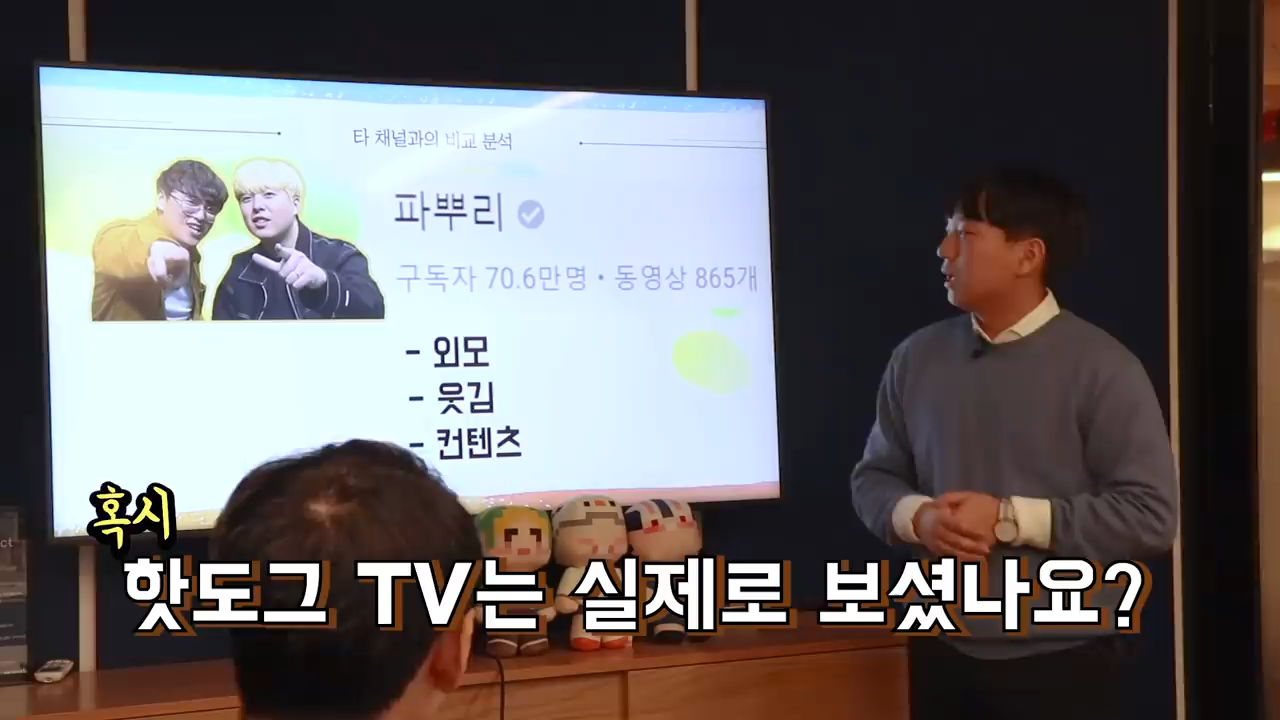 타 채널과의 비교 분석
파뿌리
구독자 70.6만명 • 동영상 865개
- 외모
- 웃김
- 컨텐츠
혹시
핫도그 TV는 실제로 보셨나요?